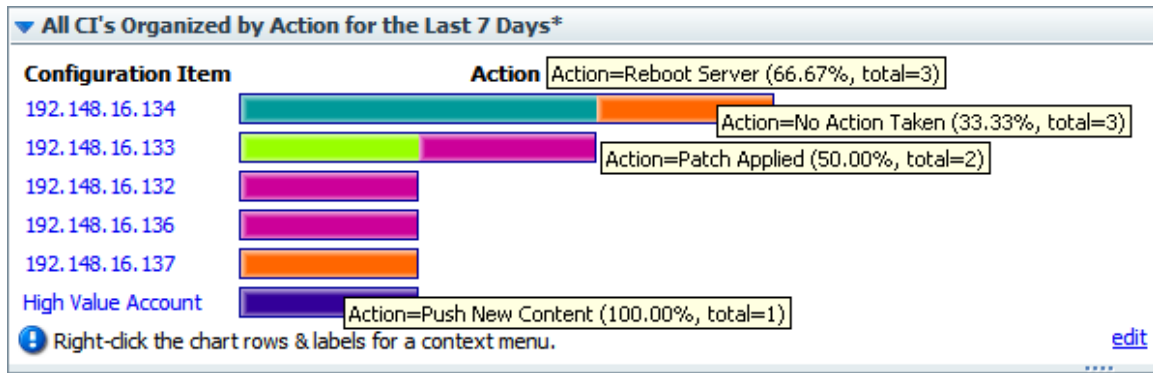 All CI's Organized by Action for the Last 7 Days*
Configuration Item Action Action=Reboot Server (66.67%, total=3)
192.148.16.134
Action=No Action Taken (33.33%, total=3)
192.148.16.133
Action=Patch Applied (50.00%, total=2)
192.148.16.132
192.148.16.136
192.148.16.137
High Value Account
Action=Push New Content (100.00%, total=1)
Right-click the chart rows & labels for a context menu. edit